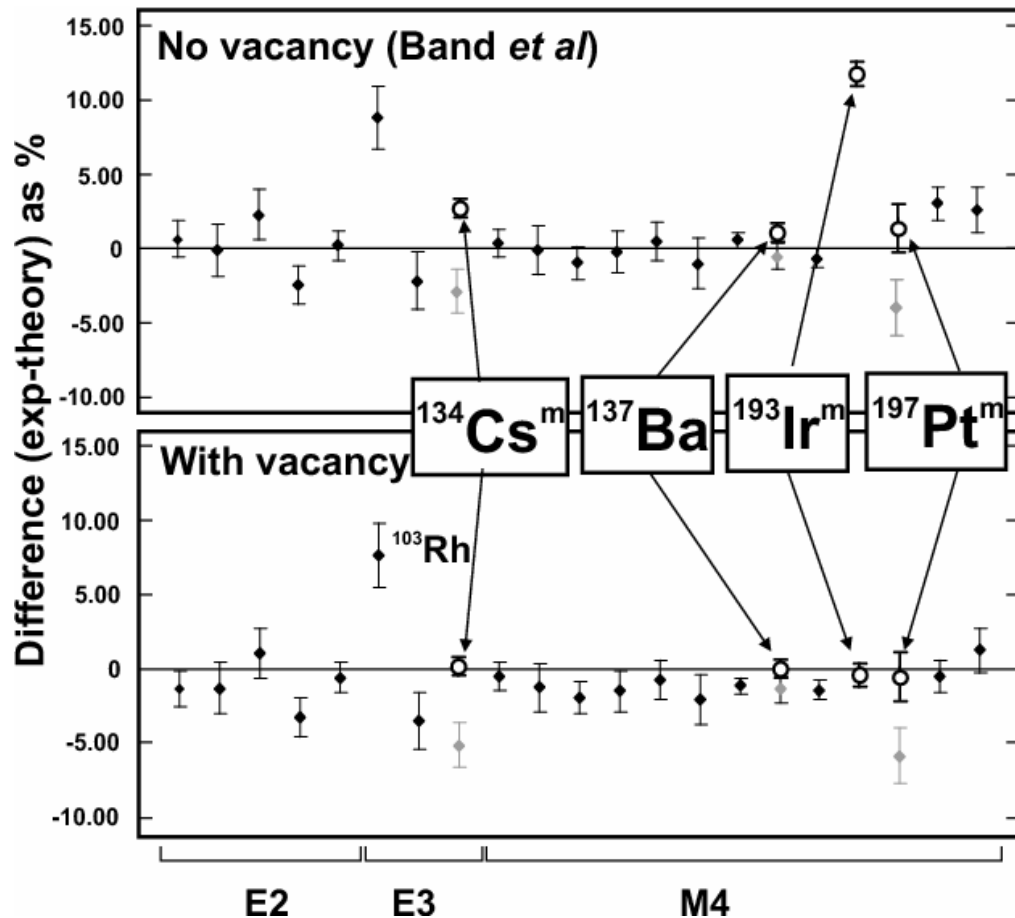 Difference (exp-theory) as %
15.00
10.00
5.00
0
-5.00
-10.00
No vacancy (Band et al)
134Csm
137Ba
193Irm
197Ptm
15.00
10.00
5.00
0
-5.00
-10.00
With vacancy
103Rh
E2
E3
M4